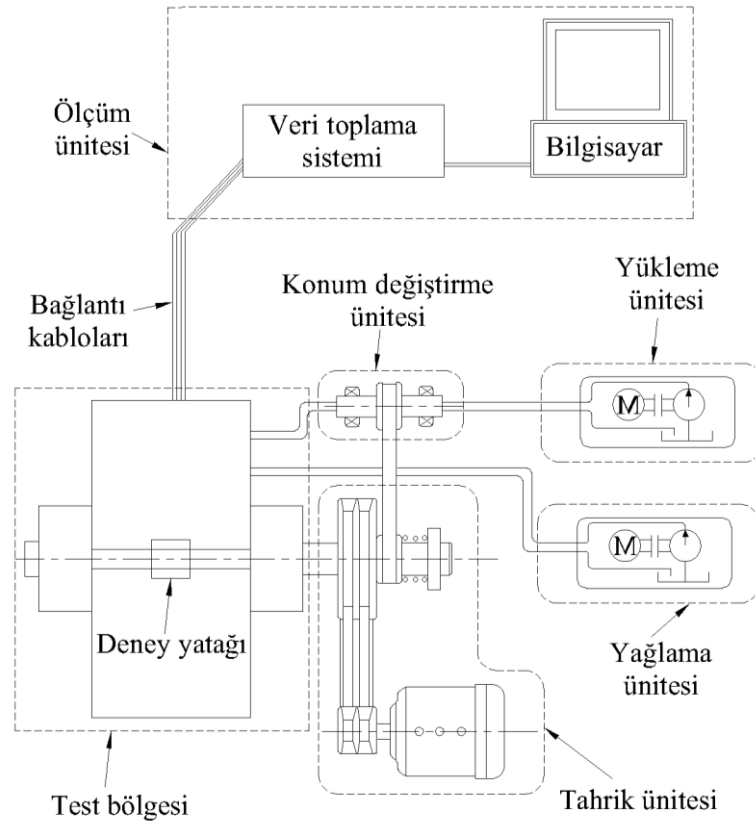 Ölçüm
ünitesi
Veri toplama
sistemi
Bilgisayar
Bağlantı
kabloları
Konum değiştirme
ünitesi
Yükleme
ünitesi
M
M
Deney yatağı
Yağlama
ünitesi
Test bölgesi
Tahrik ünitesi